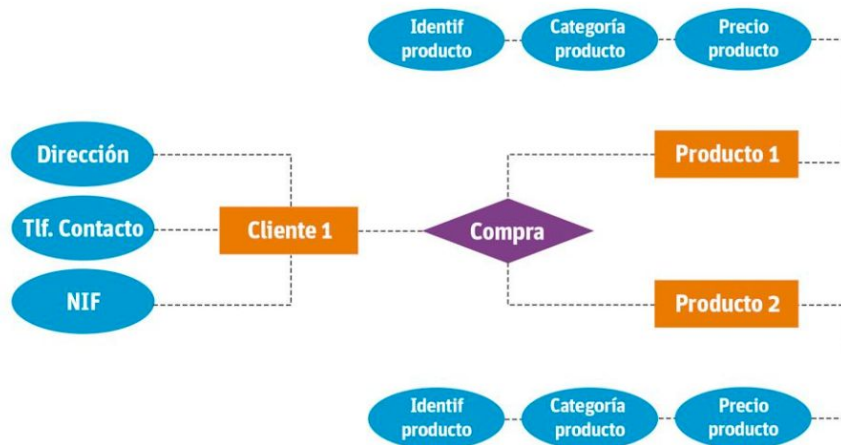 Identif
producto
Categoría
producto
Precio
producto
Dirección
Producto 1
Tlf. Contacto
Cliente 1
Compra
NIF
Producto 2
Identif
producto
Categoría
producto
Precio
producto